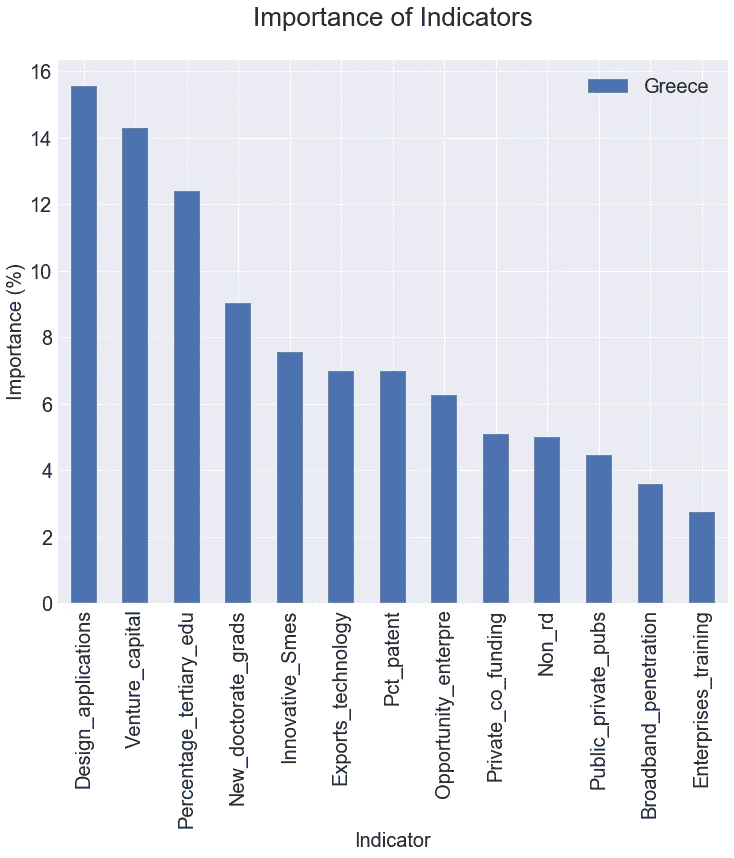 Importance of Indicators
Greece
Importance (%)
16
14
12
10
8
6
4
2
0
Design_applications
Venture_capital
Percentage_tertiary_edu
New_doctorate_grads
Innovative_Smes
Exports_technology
Pct_patent
Opportunity_enterpre
Private_co_funding
Non_rd
Public_private_pubs
Broadband_penetration
Enterprises_training
Indicator